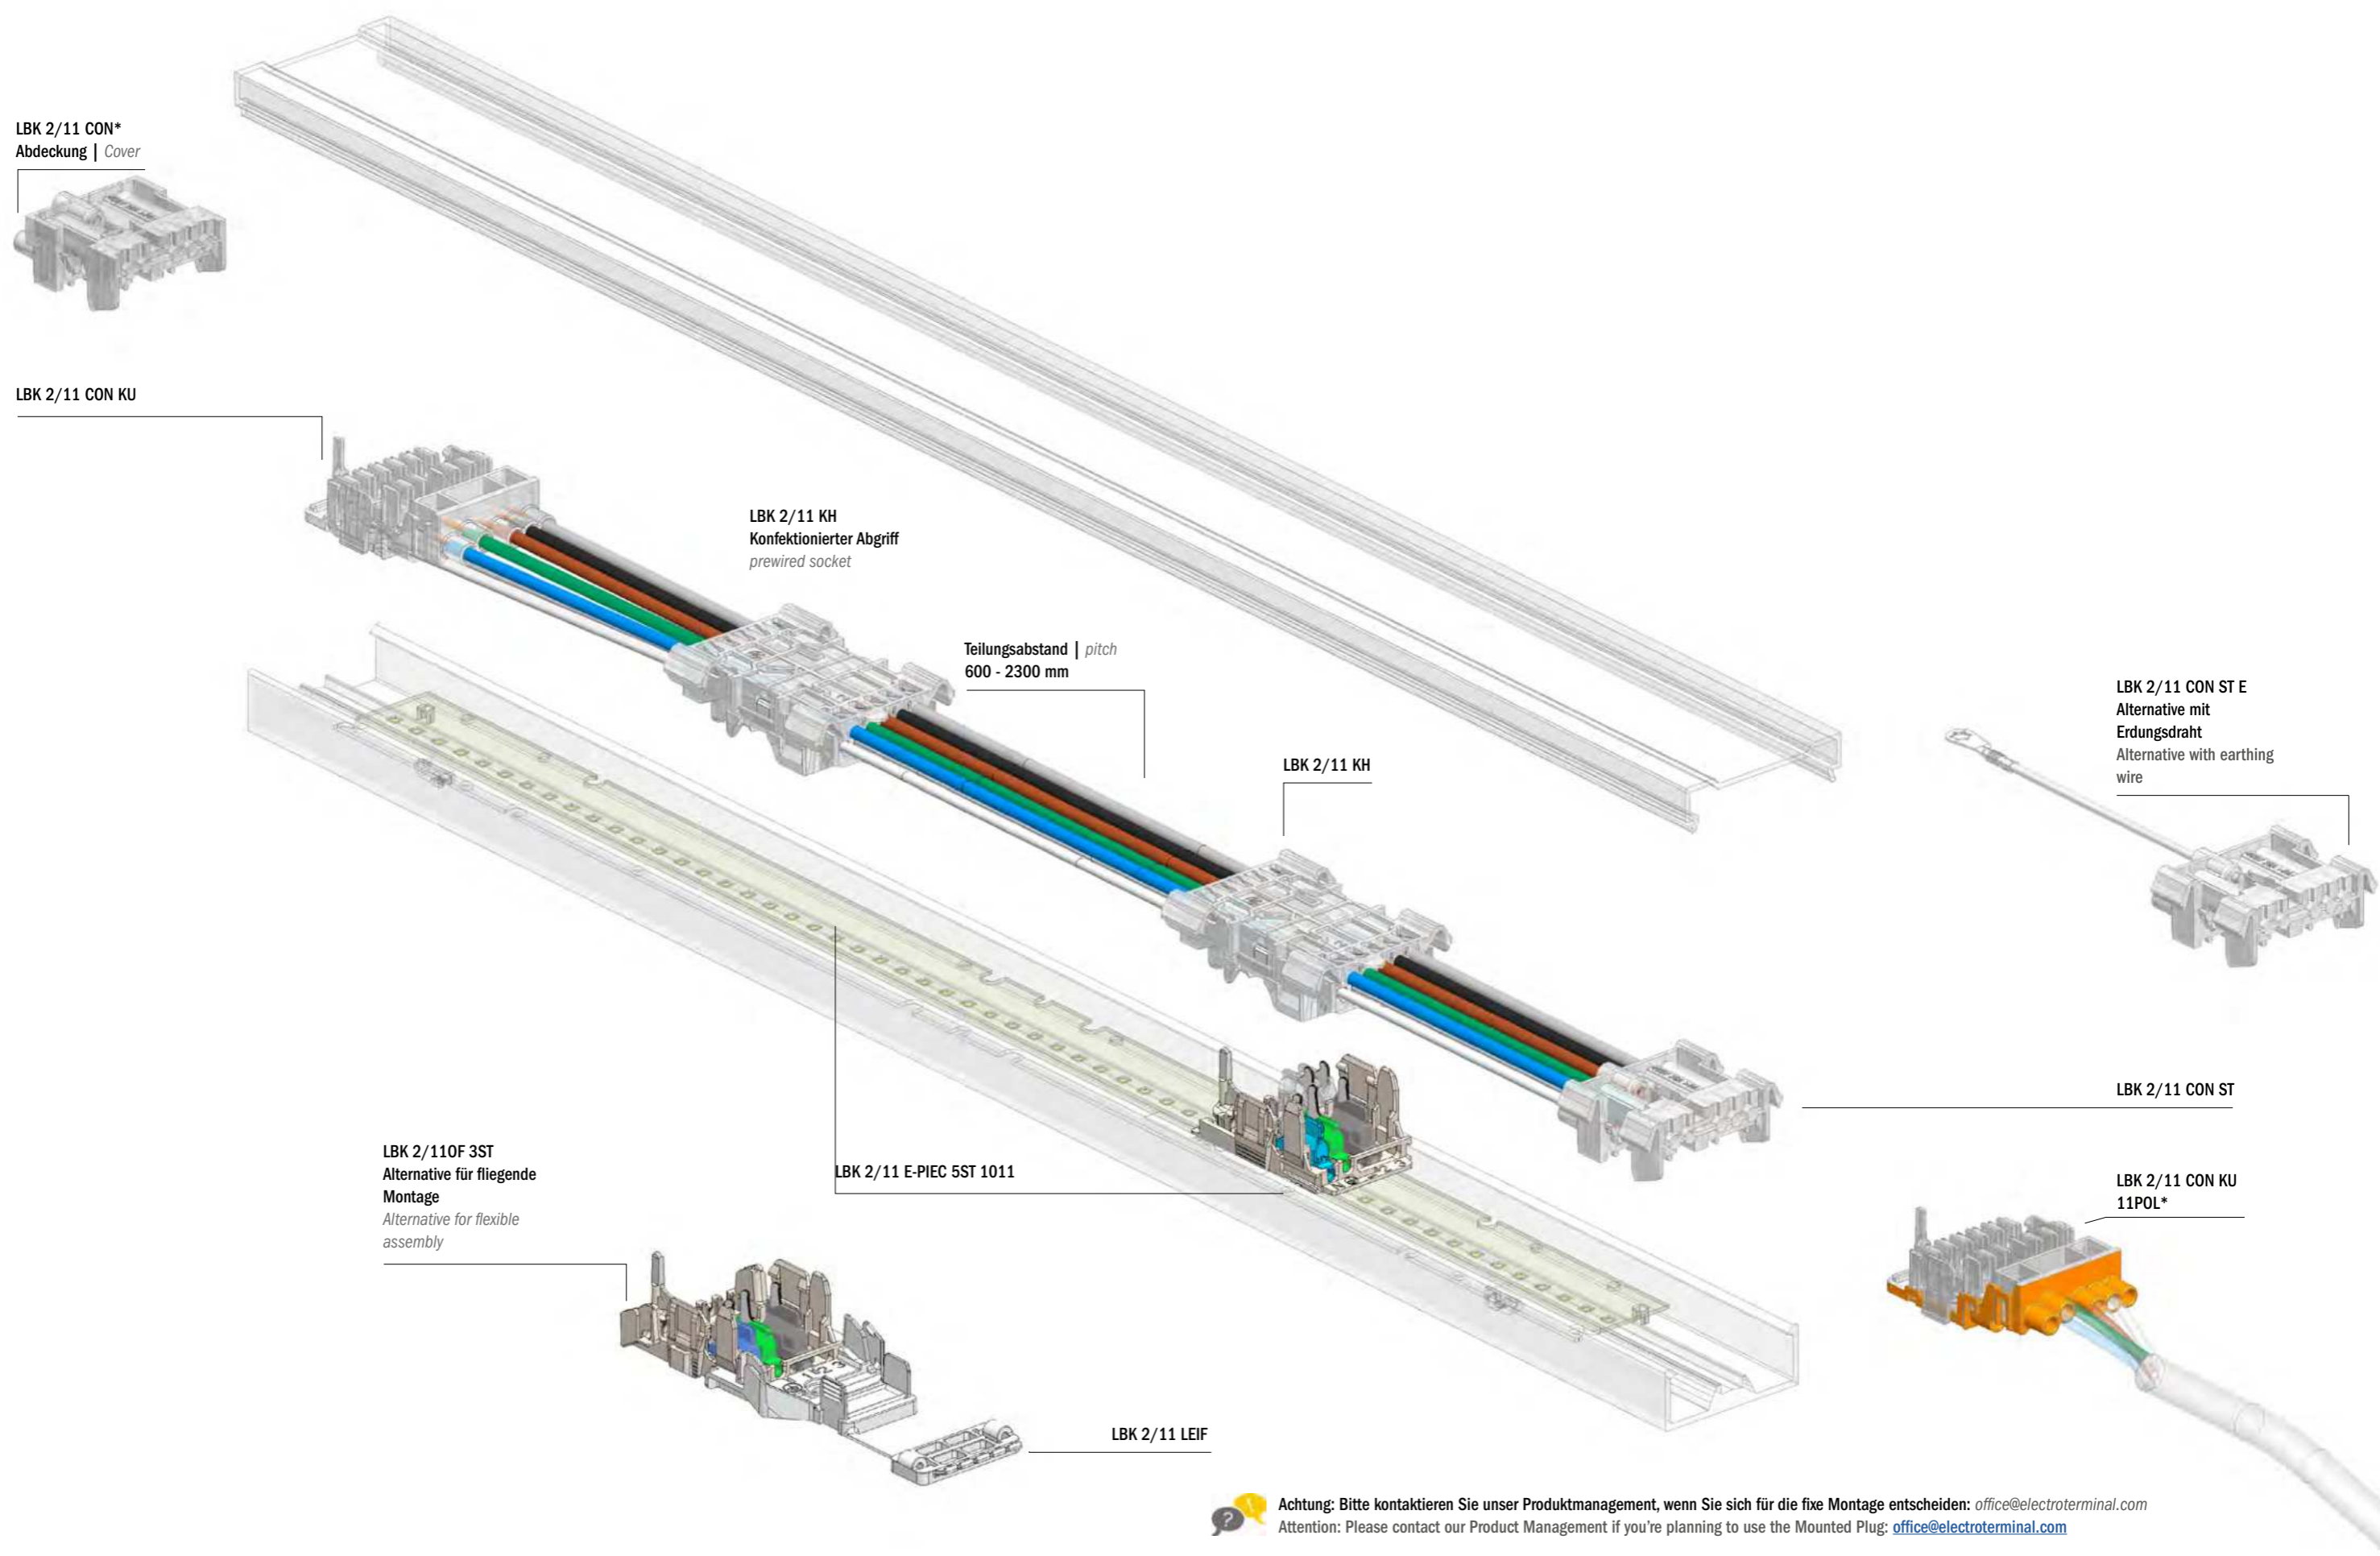 LBK 2/11 CON*
Abdeckung | Cover
LBK 2/11 CON KU
LBK 2/11 KH
Konfektionierter Abgriff
prewired socket
Teilungsabstand | pitch
600 - 2300 mm
LBK 2/11 KH
LBK 2/11 CON ST E
Alternative mit
Erdungsdraht
Alternative with earthing
wire
LBK 2/11 CON ST
LBK 2/11OF 3ST
Alternative für fliegende
Montage
Alternative for flexible
assembly
LBK 2/11 E-PIEC 5ST 1011
LBK 2/11 CON KU
11POL*
LBK 2/11 LEIF
Achtung: Bitte kontaktieren Sie unser Produktmanagement, wenn Sie sich für die fixe Montage entscheiden: office@electroterminal.com
Attention: Please contact our Product Management if you're planning to use the Mounted Plug: office@electroterminal.com